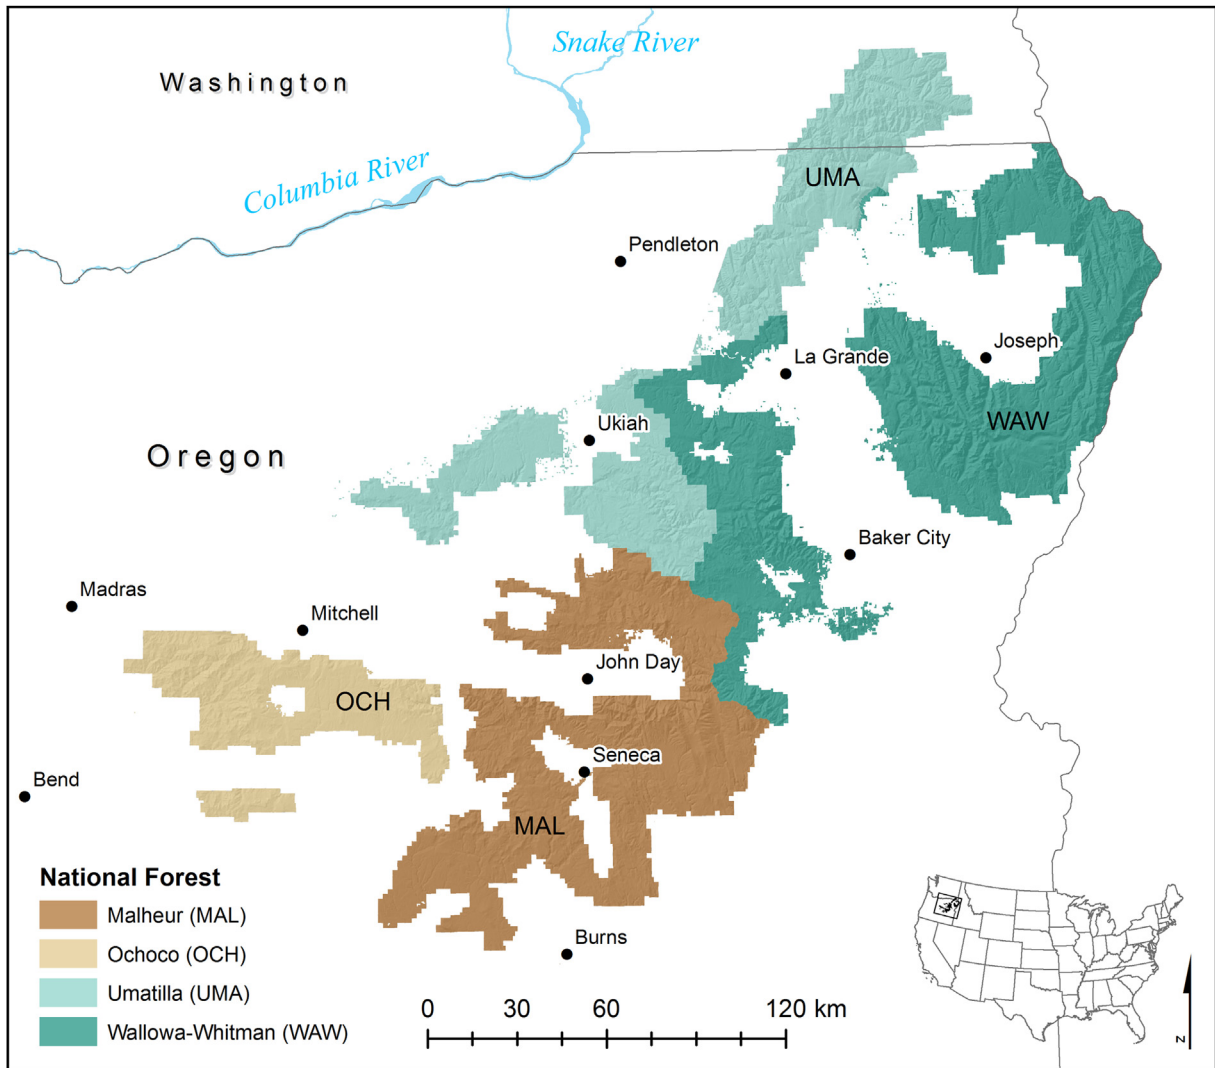 Snake River
Washington
Columbia River
UMA
Pendleton
Joseph
La Grande
WAW
Ukiah
Oregon
Baker City
Madras
Mitchell
John Day
OCH
Seneca
Bend
MAL
National Forest
Malheur (MAL)
Ochoco (OCH)
Umatilla (UMA)
Wallowa-Whitman (WAW)
Burns
0 30 60 120 km
N